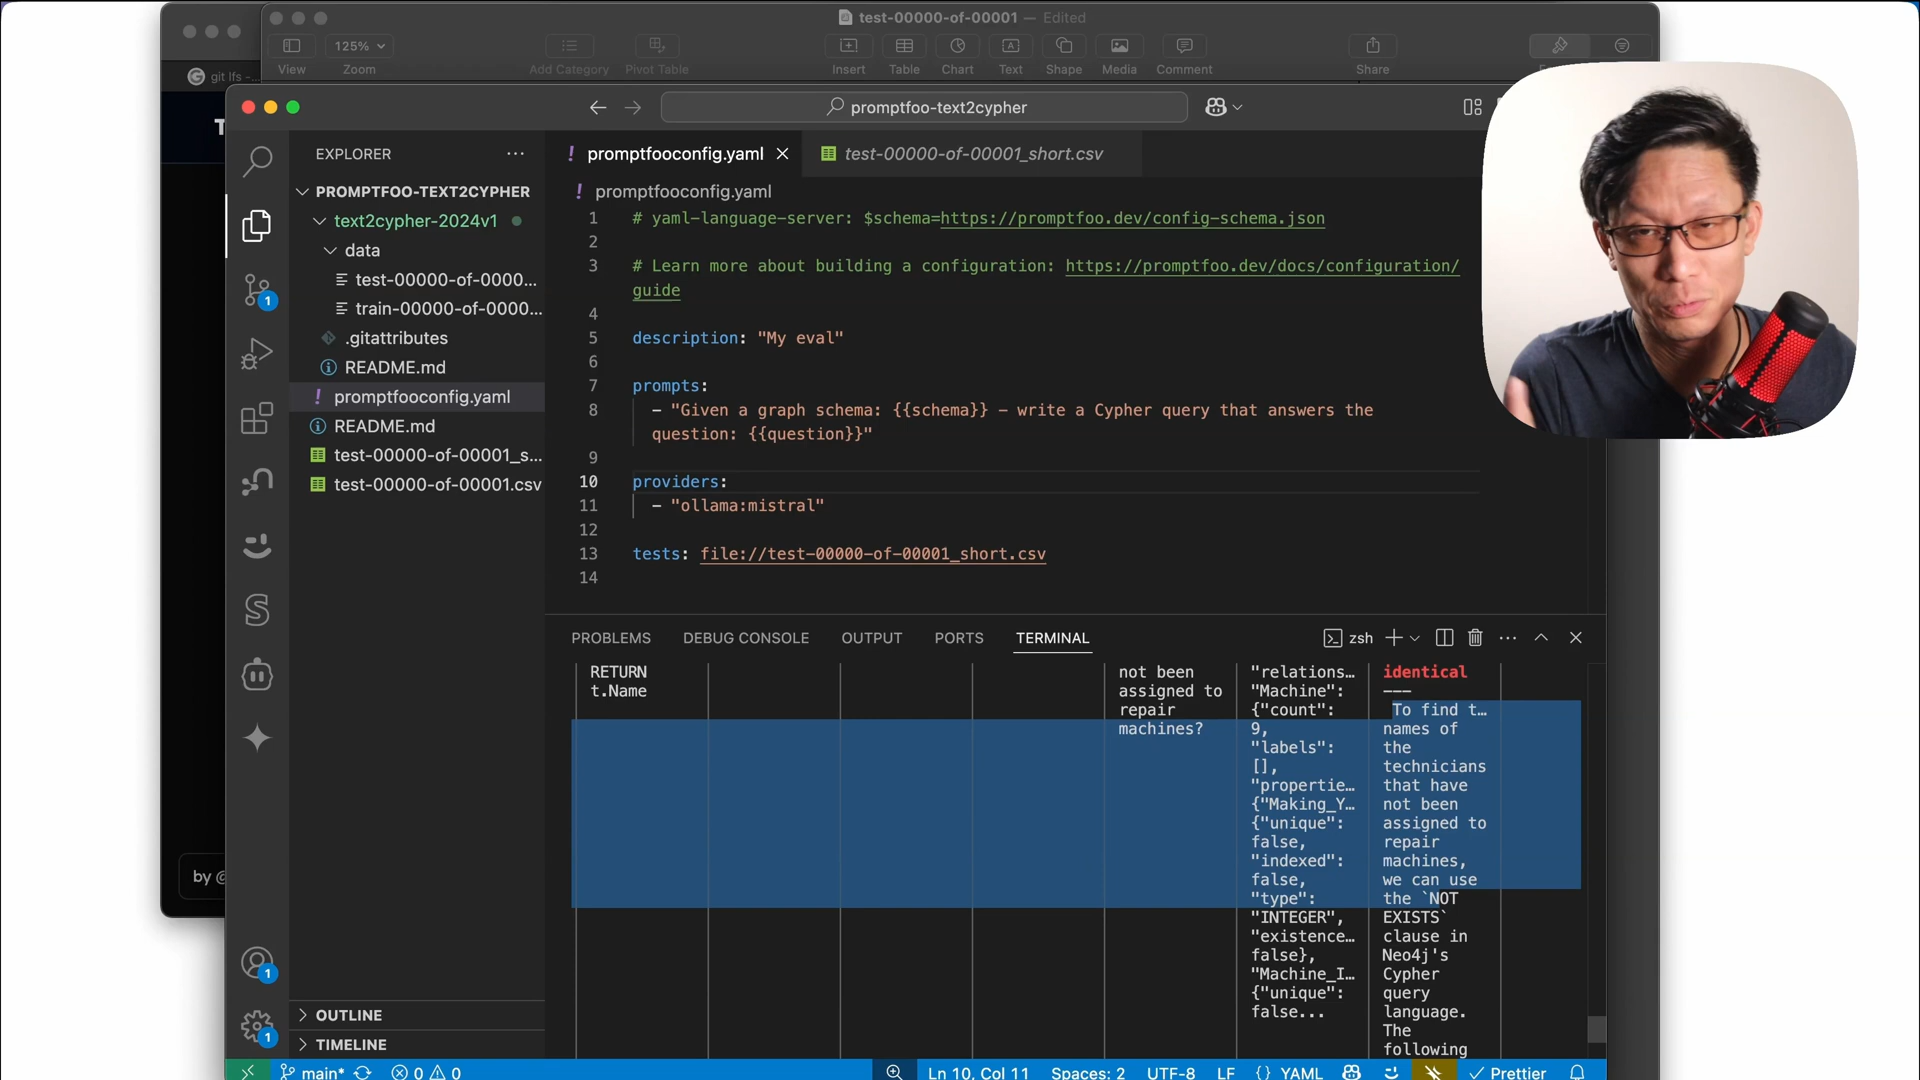 test-00000-of-00001 — Edited
125%
View
Zoom
Add Category
Pivot Table
Insert
Table
Chart
Text
Shape
Media
Comment
Share
git lfs -...
T
by @
promptfoo-text2cypher
EXPLORER
PROMPTFOO-TEXT2CYPHER
text2cypher-2024v1
data
test-00000-of-0000...
train-00000-of-0000...
.gitattributes
README.md
promptfooconfig.yaml
README.md
test-00000-of-00001_s...
test-00000-of-00001.csv
OUTLINE
TIMELINE
1
1
1
! promptfooconfig.yaml
test-00000-of-00001_short.csv
! promptfooconfig.yaml
1 # yaml-language-server: $schema=https://promptfoo.dev/config-schema.json
2
3 # Learn more about building a configuration: https://promptfoo.dev/docs/configuration/
guide
4
5 description: "My eval"
6
7 prompts:
8 - "Given a graph schema: {{schema}} - write a Cypher query that answers the
question: {{question}}"
9
10 providers:
11 - "ollama:mistral"
12
13 tests: file://test-00000-of-00001_short.csv
14
PROBLEMS
DEBUG CONSOLE
OUTPUT
PORTS
TERMINAL
zsh
RETURN
t.Name
not been
assigned to
repair
machines?
"relations…
"Machine":
{"count":
9,
"labels":
[],
"propertie…
{"Making_Y…
{"unique":
false,
"indexed":
false,
"type":
"INTEGER",
"existence…
false},
"Machine_I…
{"unique":
false...
identical
---
To find t…
names of
the
technicians
that have
not been
assigned to
repair
machines,
we can use
the `NOT
EXISTS`
clause in
Neo4j's
Cypher
query
language.
The
following
main*
0
0
Ln 10, Col 11
Spaces: 2
UTF-8
LF
{} YAML
Prettier